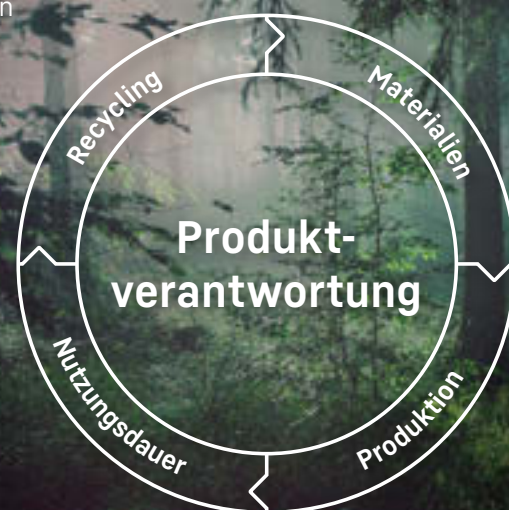 n
Recycling
Materialien
Produkt-
verantwortung
Nutzungsdauer
Produktion